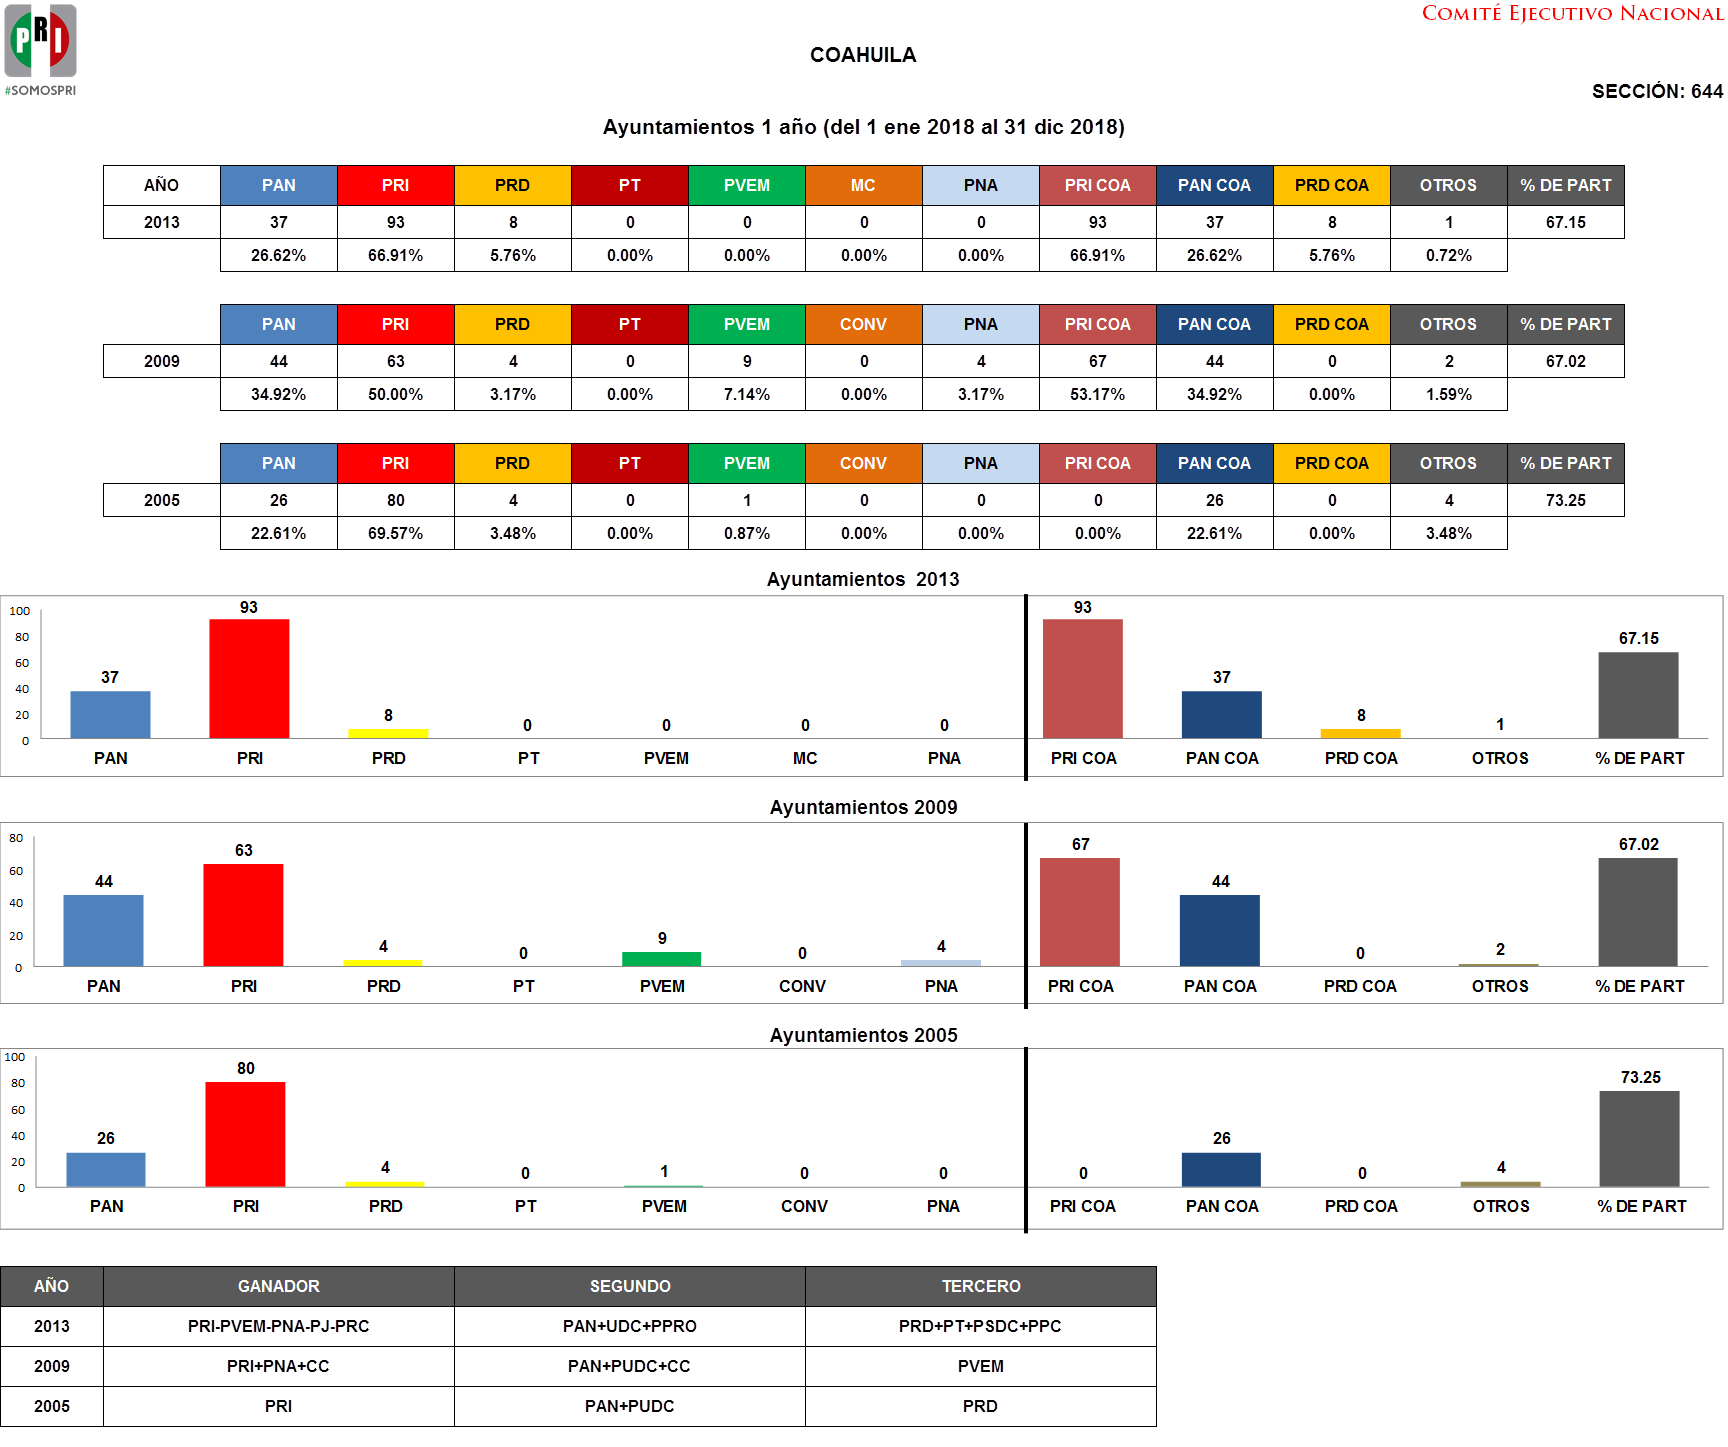 COMITÉ EJECUTIVO NACIONAL
PRI
#SOMOSPRI
COAHUILA
SECCIÓN: 644
Ayuntamientos 1 año (del 1 ene 2018 al 31 dic 2018)
AÑO PAN PRI PRD PT PVEM MC PNA PRI COA PAN COA PRD COA OTROS % DE PART
2013 37 93 8 0 0 0 0 93 37 8 1 67.15
26.62% 66.91% 5.76% 0.00% 0.00% 0.00% 0.00% 66.91% 26.62% 5.76% 0.72%
PAN PRI PRD PT PVEM CONV PNA PRI COA PAN COA PRD COA OTROS % DE PART
2009 44 63 4 0 9 0 4 67 44 0 2 67.02
34.92% 50.00% 3.17% 0.00% 7.14% 0.00% 3.17% 53.17% 34.92% 0.00% 1.59%
PAN PRI PRD PT PVEM CONV PNA PRI COA PAN COA PRD COA OTROS % DE PART
2005 26 80 4 0 1 0 0 0 26 0 4 73.25
22.61% 69.57% 3.48% 0.00% 0.87% 0.00% 0.00% 0.00% 22.61% 0.00% 3.48%
Ayuntamientos 2013
100
80
60
40
20
0
37 93 8 0 0 0 0 93 37 8 1 67.15
PAN PRI PRD PT PVEM MC PNA PRI COA PAN COA PRD COA OTROS % DE PART
Ayuntamientos 2009
80
60
40
20
0
44 63 4 0 9 0 4 67 44 0 2 67.02
PAN PRI PRD PT PVEM CONV PNA PRI COA PAN COA PRD COA OTROS % DE PART
Ayuntamientos 2005
100
80
60
40
20
0
26 80 4 0 1 0 0 0 26 0 4 73.25
PAN PRI PRD PT PVEM CONV PNA PRI COA PAN COA PRD COA OTROS % DE PART
AÑO GANADOR SEGUNDO TERCERO
2013 PRI-PVEM-PNA-PJ-PRC PAN+UDC+PPRO PRD+PT+PSDC+PPC
2009 PRI+PNA+CC PAN+PUDC+CC PVEM
2005 PRI PAN+PUDC PRD